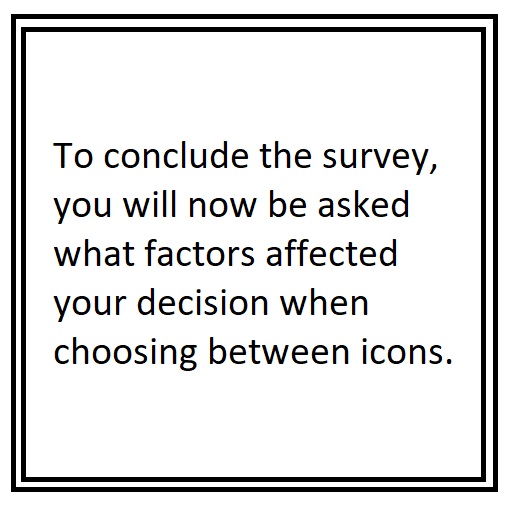 To conclude the survey,
you will now be asked
what factors affected
your decision when
choosing between icons.